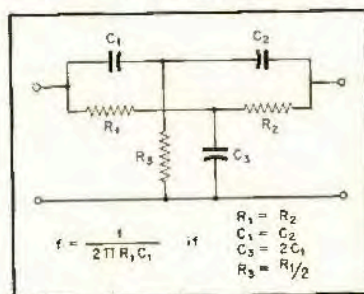 C₁ C₂
R₁ R₂
R₃ C₃
f = 1 / 2πR₁C₁ if
R₁ = R₂
C₁ = C₂
C₃ = 2C₁
R₃ = R₁/2